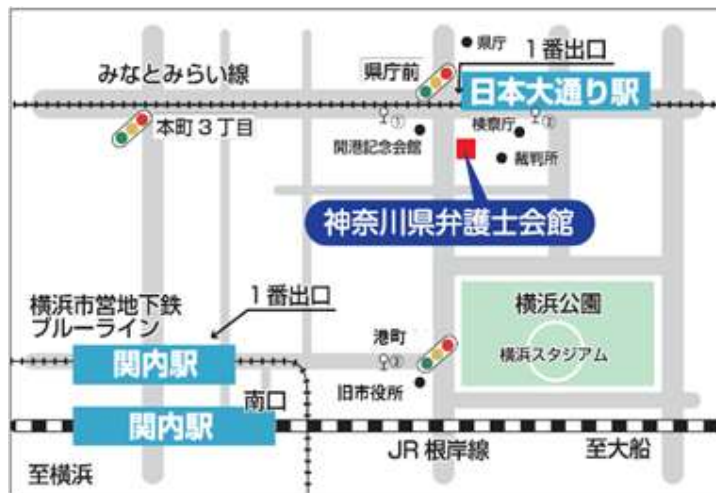 県庁
1番出口
みなとみらい線
県庁前
日本大通り駅
本町3丁目
①
開港記念会館
検察庁
②
裁判所
神奈川県弁護士会館
横浜市営地下鉄
ブルーライン
1番出口
関内駅
港町
③
旧市役所
横浜公園
横浜スタジアム
南口
関内駅
JR根岸線
至大船
至横浜